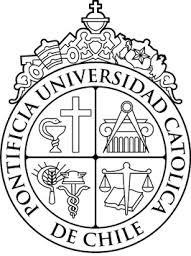 PONTIFICIA UNIVERSIDAD CATOLICA
DE CHILE